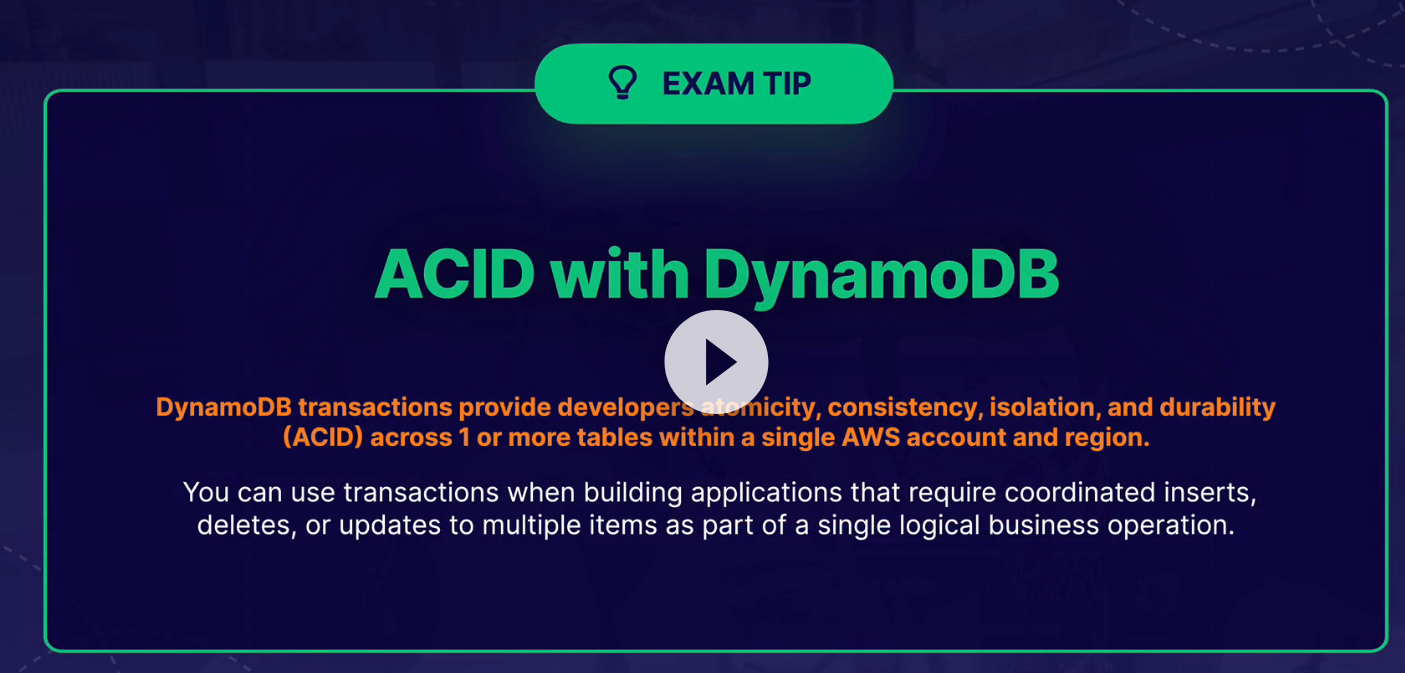 EXAM TIP
ACID with DynamoDB
DynamoDB transactions provide developers atomicity, consistency, isolation, and durability
(ACID) across 1 or more tables within a single AWS account and region.
You can use transactions when building applications that require coordinated inserts,
deletes, or updates to multiple items as part of a single logical business operation.